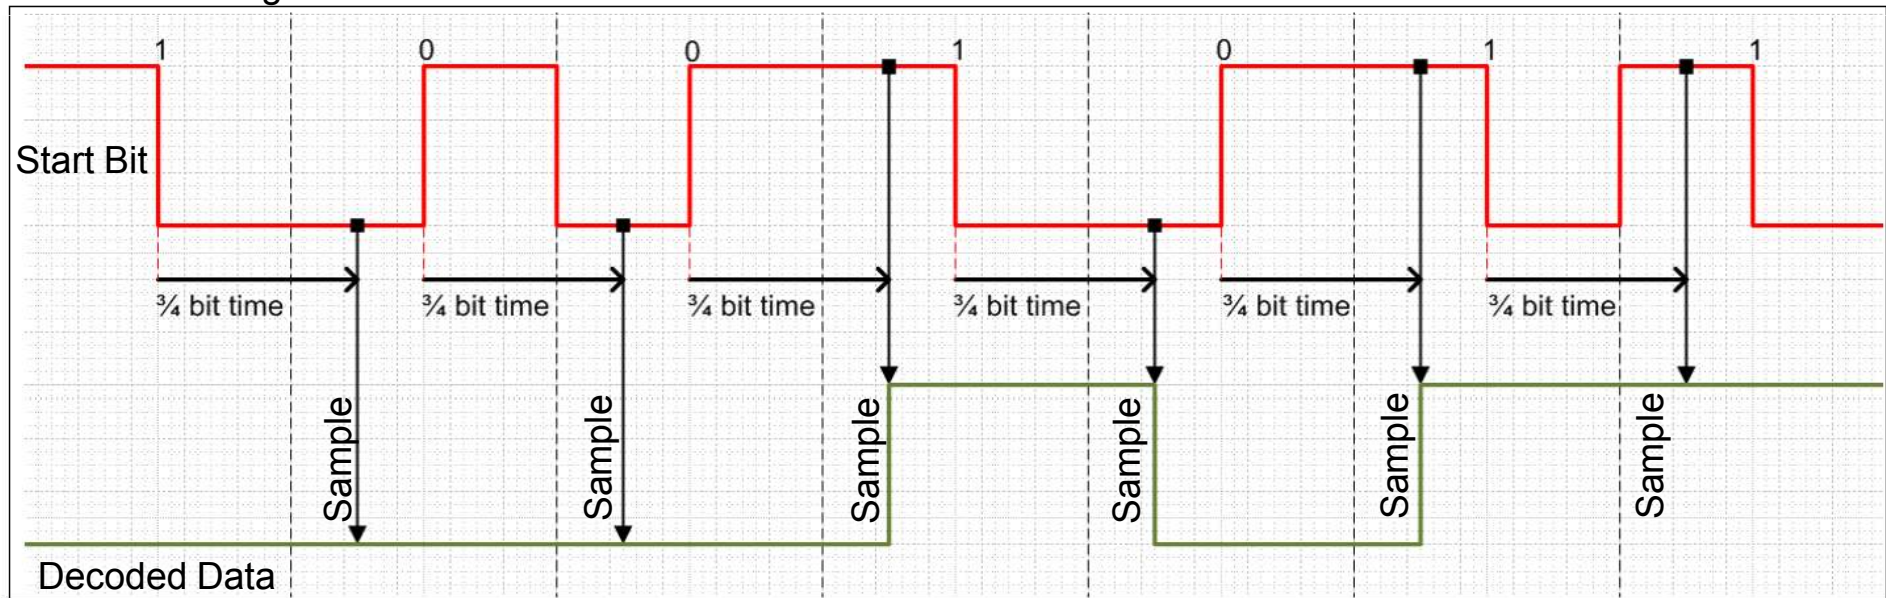 1 0 0 1 0 1 1
Start Bit
¾ bit time ¾ bit time ¾ bit time ¾ bit time ¾ bit time ¾ bit time
Sample Sample Sample Sample Sample Sample
Decoded Data